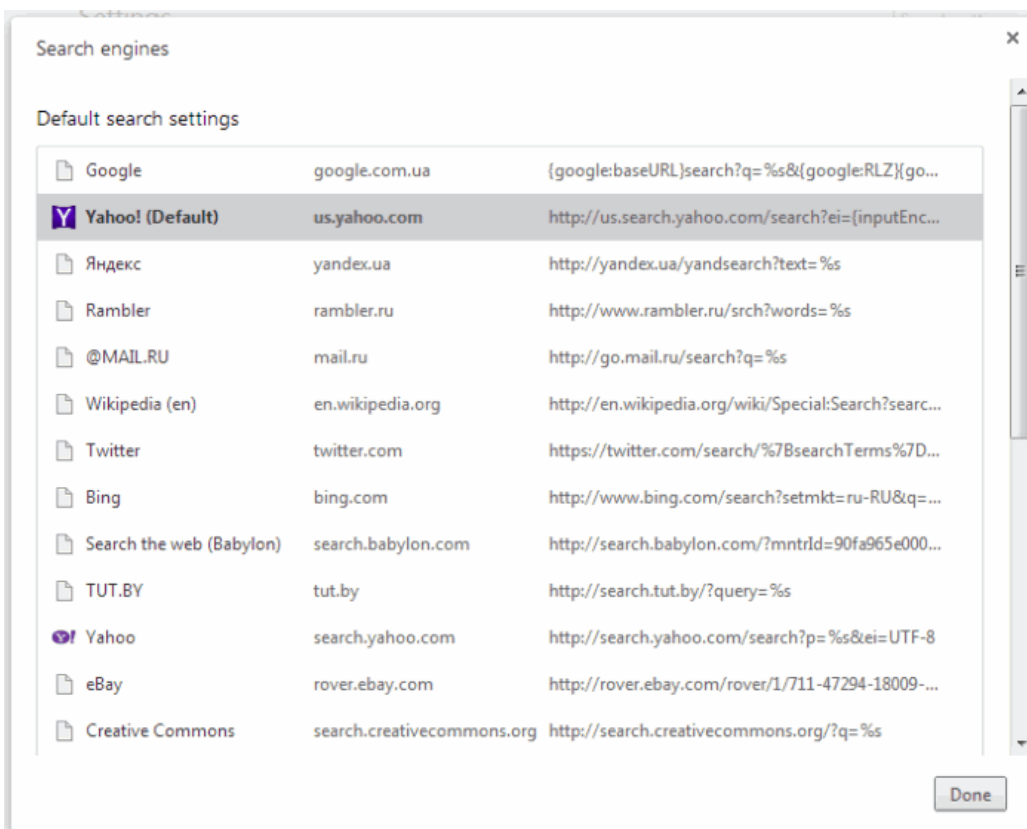 Settings
Search engines
Default search settings
Google google.com.ua {google:baseURL}search?q=%s&{google:RLZ}{go...
Yahoo! (Default) us.yahoo.com http://us.search.yahoo.com/search?ei={inputEnc...
Яндекс yandex.ua http://yandex.ua/yandsearch?text=%s
Rambler rambler.ru http://www.rambler.ru/srch?words=%s
@MAIL.RU mail.ru http://go.mail.ru/search?q=%s
Wikipedia (en) en.wikipedia.org http://en.wikipedia.org/wiki/Special:Search?searc...
Twitter twitter.com https://twitter.com/search/%7BsearchTerms%7D...
Bing bing.com http://www.bing.com/search?setmkt=ru-RU&q=...
Search the web (Babylon) search.babylon.com http://search.babylon.com/?mntrId=90fa965e000...
TUT.BY tut.by http://search.tut.by/?query=%s
Yahoo search.yahoo.com http://search.yahoo.com/search?p=%s&ei=UTF-8
eBay rover.ebay.com http://rover.ebay.com/rover/1/711-47294-18009-...
Creative Commons search.creativecommons.org http://search.creativecommons.org/?q=%s
Done